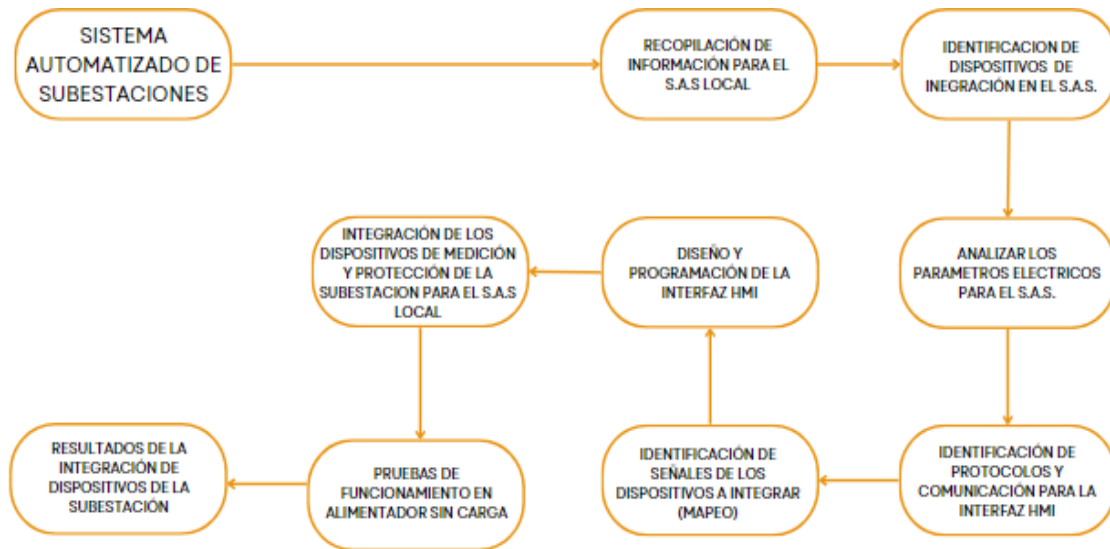 SISTEMA
AUTOMATIZADO DE
SUBESTACIONES
RECOPILACIÓN DE
INFORMACIÓN PARA EL
S.A.S LOCAL
IDENTIFICACION DE
DISPOSITIVOS DE
INEGRACIÓN EN EL S.A.S.
ANALIZAR LOS
PARAMETROS ELECTRICOS
PARA EL S.A.S.
IDENTIFICACIÓN DE
PROTOCOLOS Y
COMUNICACIÓN PARA LA
INTERFAZ HMI
IDENTIFICACIÓN DE
SEÑALES DE LOS
DISPOSITIVOS A INTEGRAR
(MAPEO)
DISEÑO Y
PROGRAMACIÓN DE LA
INTERFAZ HMI
INTEGRACIÓN DE LOS
DISPOSITIVOS DE MEDICIÓN
Y PROTECCIÓN DE LA
SUBESTACION PARA EL S.A.S
LOCAL
PRUEBAS DE
FUNCIONAMIENTO EN
ALIMENTADOR SIN CARGA
RESULTADOS DE LA
INTEGRACIÓN DE
DISPOSITIVOS DE LA
SUBESTACIÓN